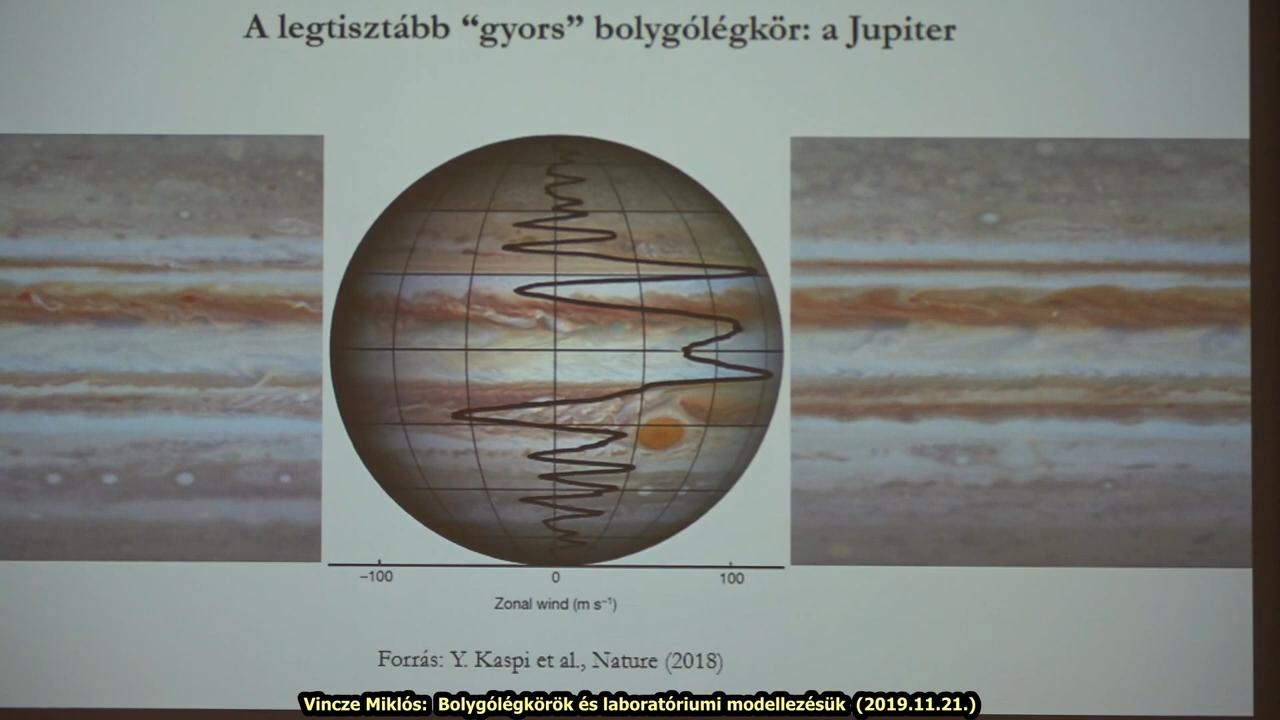 A legtisztább “gyors” bolygólégkör: a Jupiter
−100 0 100
Zonal wind (m s⁻¹)
Forrás: Y. Kaspi et al., Nature (2018)
Vincze Miklós: Bolygólégkörök és laboratóriumi modellezésük (2019.11.21.)